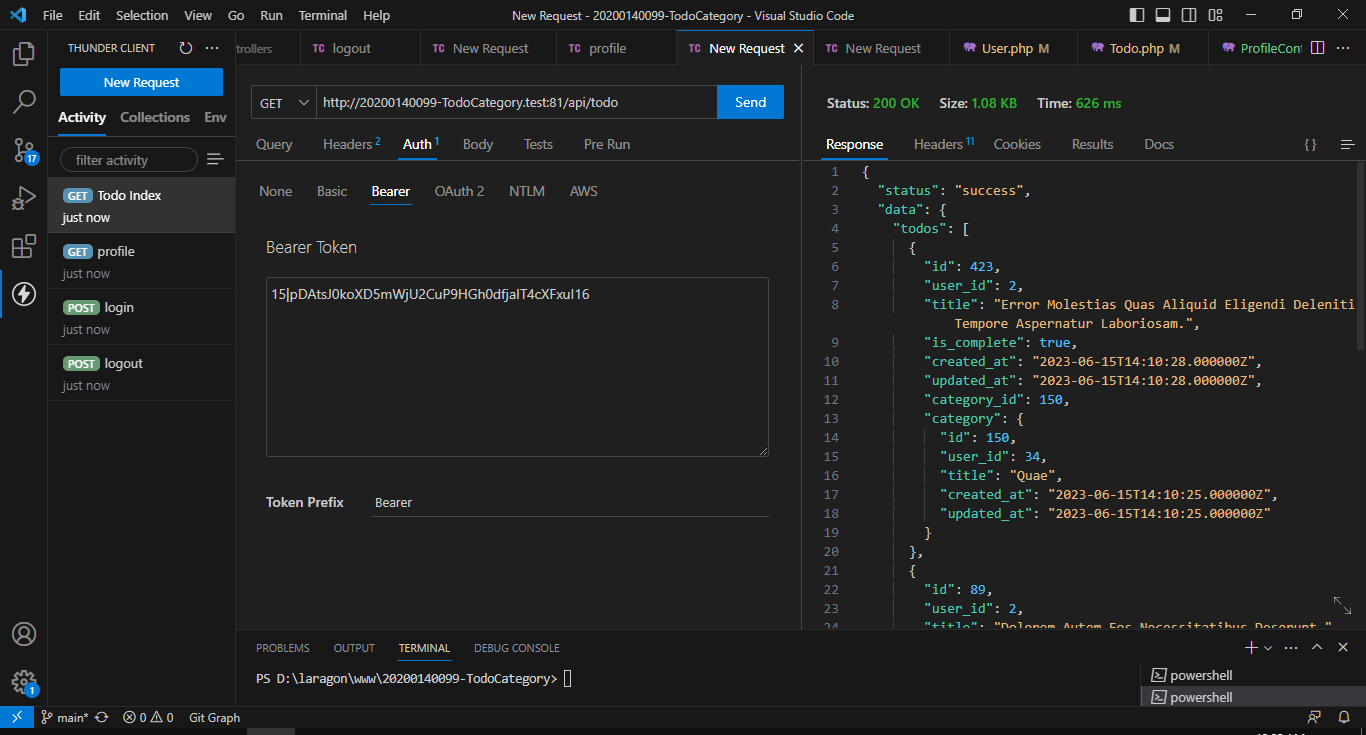 File Edit Selection View Go Run Terminal Help New Request - 20200140099-TodoCategory - Visual Studio Code
THUNDER CLIENT
New Request
Activity Collections Env
filter activity
GET Todo Index
just now
GET profile
just now
POST login
just now
POST logout
just now
17
1
trollers TC logout TC New Request TC profile TC New Request TC New Request User.php M Todo.php M ProfileCont
GET http://20200140099-TodoCategory.test:81/api/todo Send
Query Headers 2 Auth 1 Body Tests Pre Run
None Basic Bearer OAuth 2 NTLM AWS
Bearer Token
15|pDAtsJ0koXD5mWjU2CuP9HGh0dfjaIT4cXFxuI16
Token Prefix Bearer
Status: 200 OK Size: 1.08 KB Time: 626 ms
Response Headers 11 Cookies Results Docs { }
1 {
2 "status": "success",
3 "data": {
4 "todos": [
5 {
6 "id": 423,
7 "user_id": 2,
8 "title": "Error Molestias Quas Aliquid Eligendi Deleniti
Tempore Aspernatur Laboriosam.",
9 "is_complete": true,
10 "created_at": "2023-06-15T14:10:28.000000Z",
11 "updated_at": "2023-06-15T14:10:28.000000Z",
12 "category_id": 150,
13 "category": {
14 "id": 150,
15 "user_id": 34,
16 "title": "Quae",
17 "created_at": "2023-06-15T14:10:25.000000Z",
18 "updated_at": "2023-06-15T14:10:25.000000Z"
19 }
20 },
21 {
22 "id": 89,
23 "user_id": 2,
24 "title": "Dolorem Autem Eos Necessitatibus Deserunt."
PROBLEMS OUTPUT TERMINAL DEBUG CONSOLE
PS D:\laragon\www\20200140099-TodoCategory>
powershell
powershell
main* 0 0 Git Graph